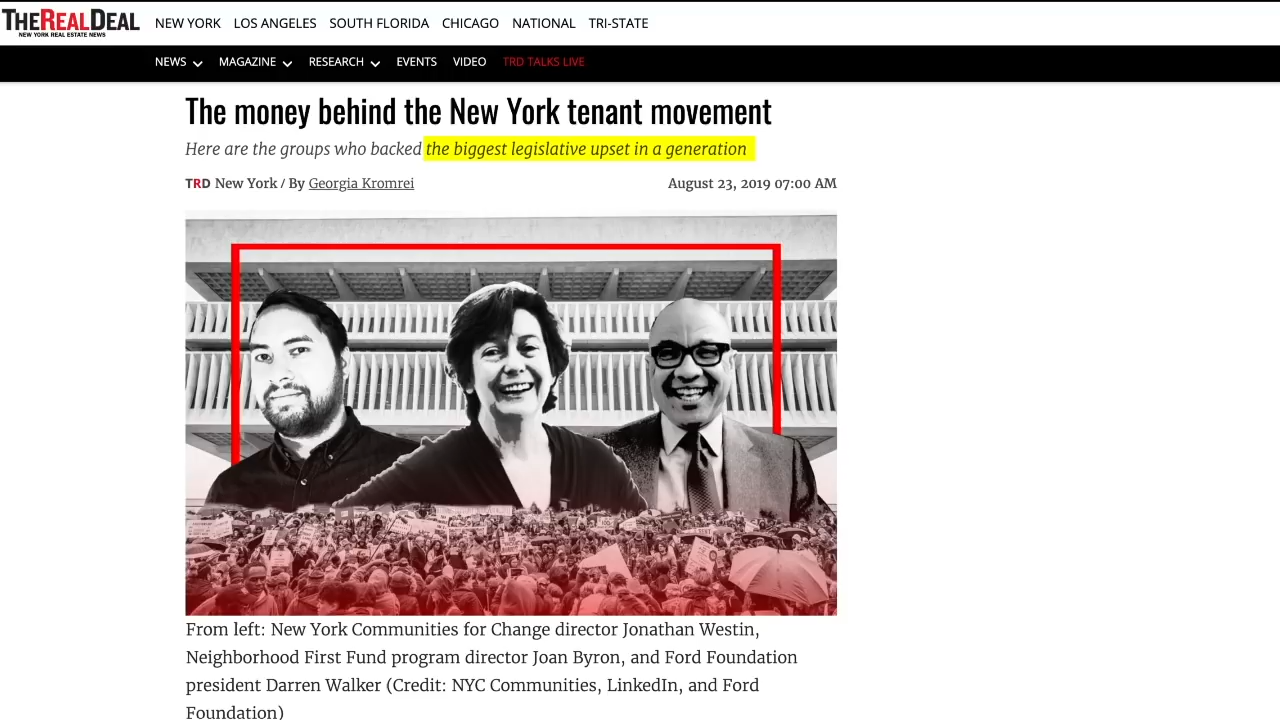 THEREALDEAL
NEW YORK REAL ESTATE NEWS
NEW YORK LOS ANGELES SOUTH FLORIDA CHICAGO NATIONAL TRI-STATE
NEWS MAGAZINE RESEARCH EVENTS VIDEO TRD TALKS LIVE
The money behind the New York tenant movement
Here are the groups who backed the biggest legislative upset in a generation
TRD New York / By Georgia Kromrei August 23, 2019 07:00 AM
From left: New York Communities for Change director Jonathan Westin,
Neighborhood First Fund program director Joan Byron, and Ford Foundation
president Darren Walker (Credit: NYC Communities, LinkedIn, and Ford
Foundation)